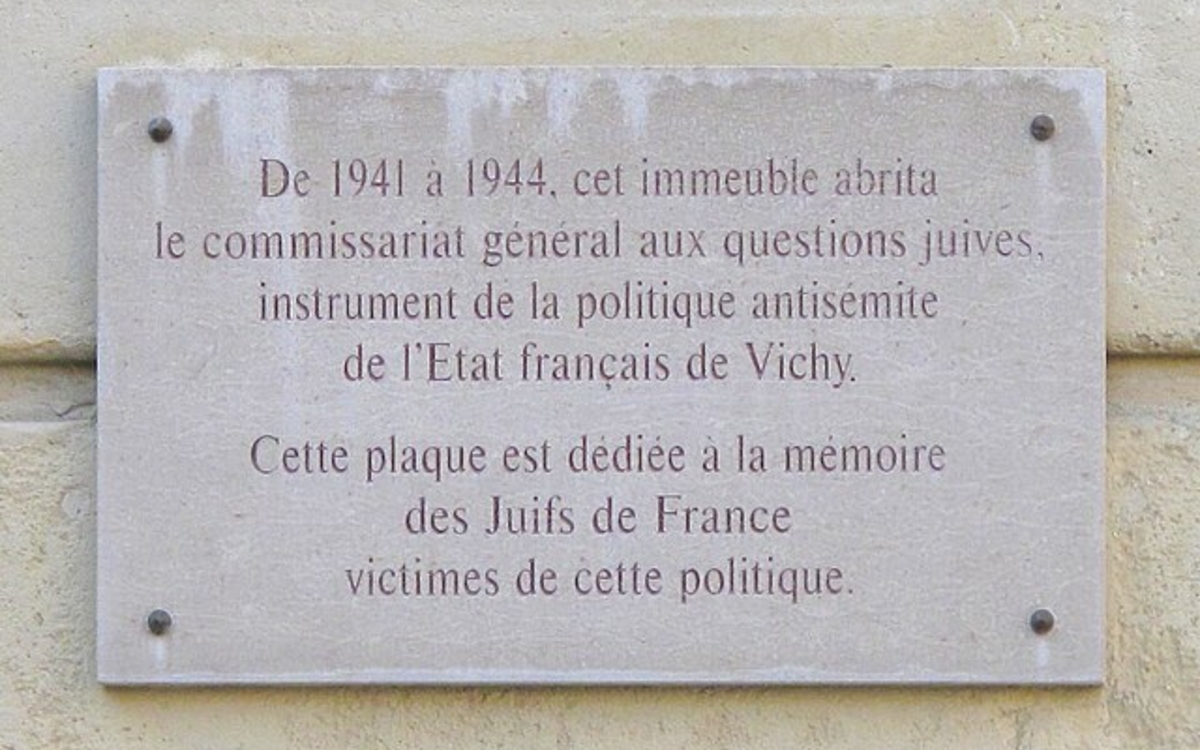 De 1941 à 1944, cet immeuble abrita
le commissariat général aux questions juives,
instrument de la politique antisémite
de l'Etat français de Vichy.
Cette plaque est dédiée à la mémoire
des Juifs de France
victimes de cette politique.